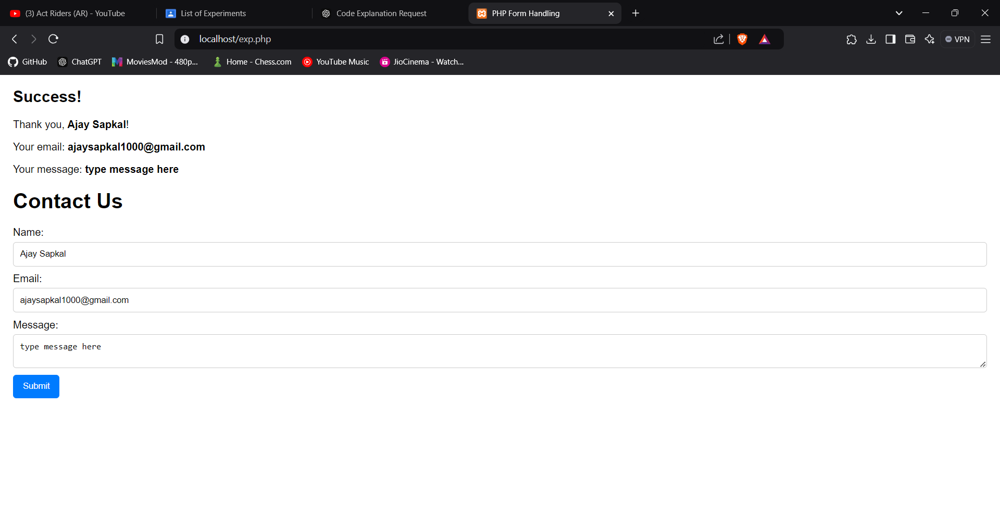 (3) Act Riders (AR) - YouTube
List of Experiments
Code Explanation Request
PHP Form Handling
localhost/exp.php
VPN
GitHub
ChatGPT
MoviesMod - 480p...
Home - Chess.com
YouTube Music
JioCinema - Watch...
Success!
Thank you, Ajay Sapkal!
Your email: ajaysapkal1000@gmail.com
Your message: type message here
Contact Us
Name:
Ajay Sapkal
Email:
ajaysapkal1000@gmail.com
Message:
type message here
Submit